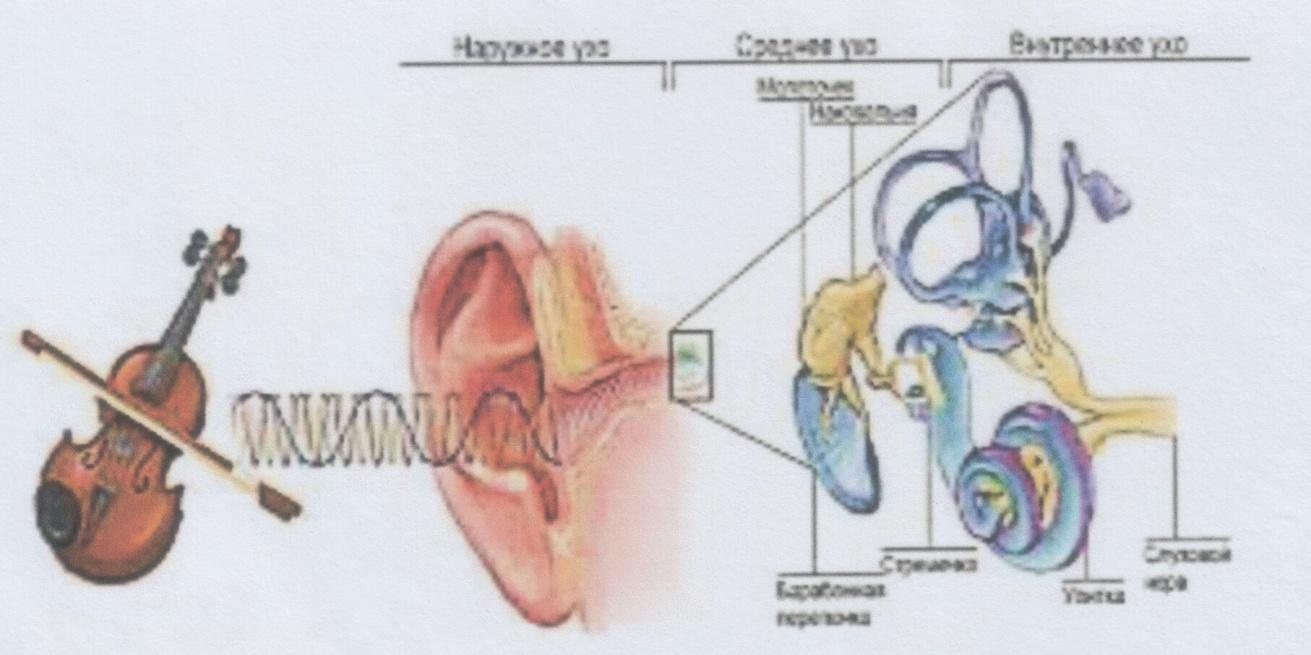 Наружное ухо
Среднее ухо
Внутреннее ухо
Молоточек
Наковальня
Стремечко
Барабанная
перепонка
Улитка
Слуховой
нерв